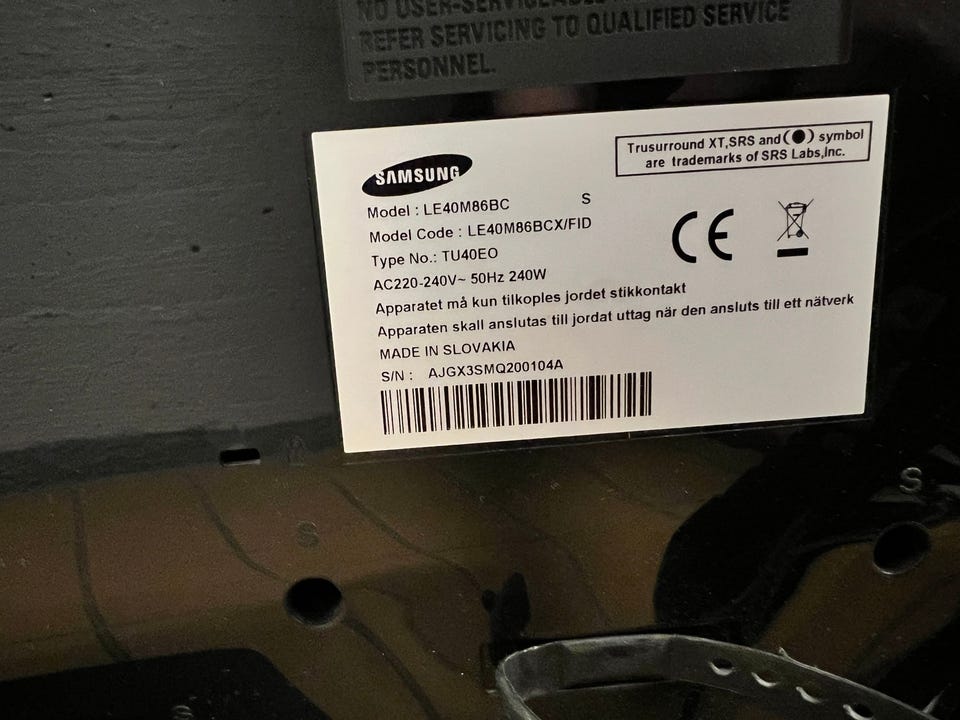 NO USER-SERVICEABLE
REFER SERVICING TO QUALIFIED SERVICE
PERSONNEL.
SAMSUNG
Trusurround XT,SRS and (●) symbol
are trademarks of SRS Labs,Inc.
Model : LE40M86BC S
Model Code : LE40M86BCX/FID
Type No.: TU40EO
AC220-240V~ 50Hz 240W
Apparatet må kun tilkoples jordet stikkontakt
Apparaten skall anslutas till jordat uttag när den ansluts till ett nätverk
MADE IN SLOVAKIA
S/N : AJGX3SMQ200104A
CE
S
S
S